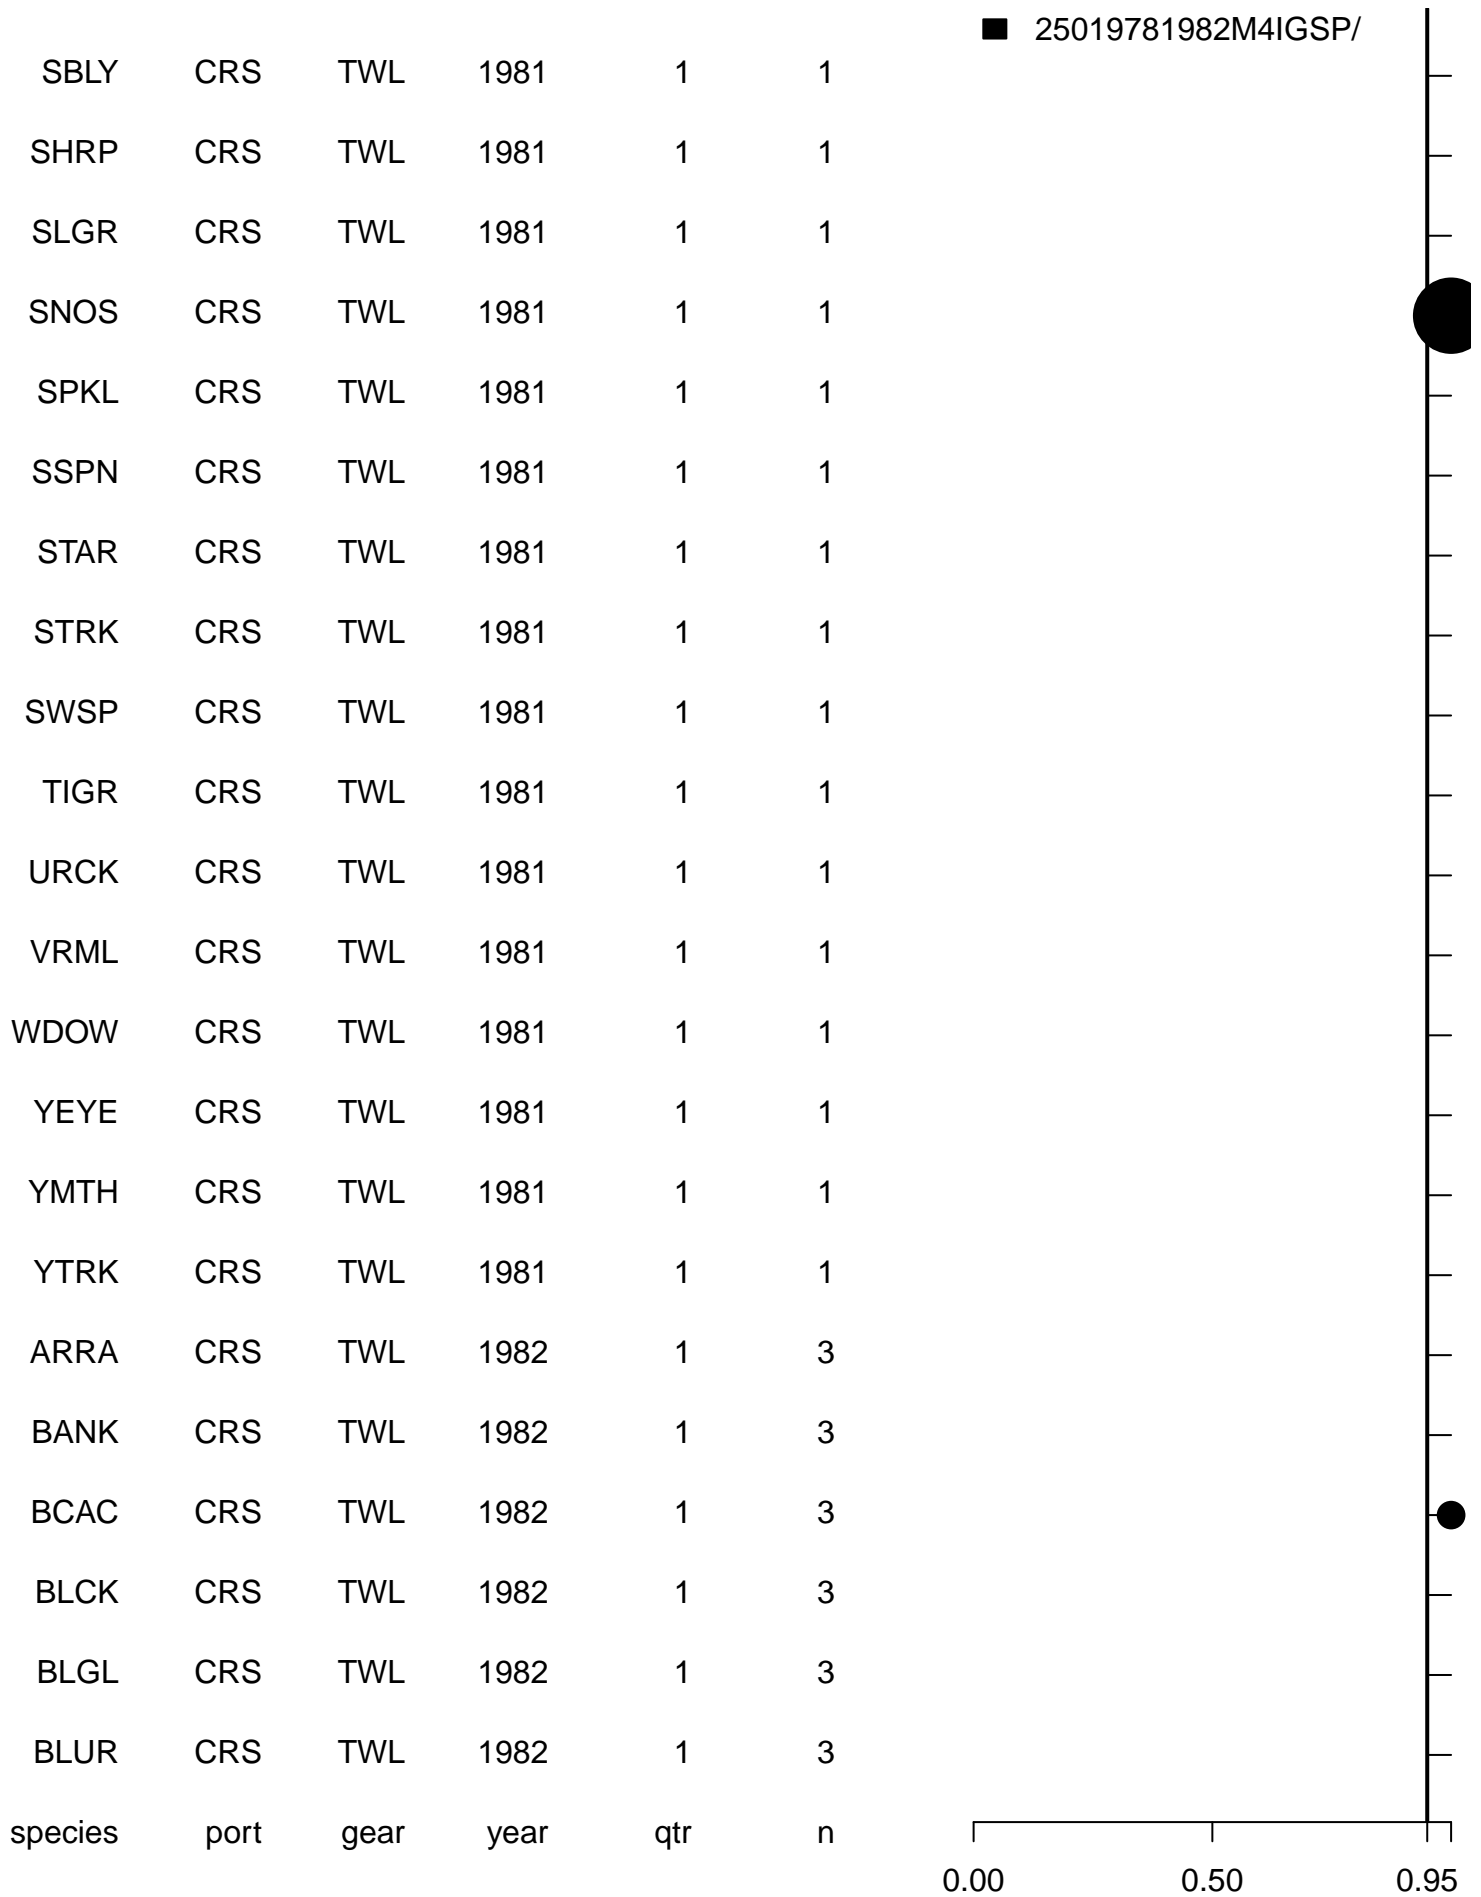 25019781982M4IGSP/
SBLY CRS TWL 1981 1 1
SHRP CRS TWL 1981 1 1
SLGR CRS TWL 1981 1 1
SNOS CRS TWL 1981 1 1
SPKL CRS TWL 1981 1 1
SSPN CRS TWL 1981 1 1
STAR CRS TWL 1981 1 1
STRK CRS TWL 1981 1 1
SWSP CRS TWL 1981 1 1
TIGR CRS TWL 1981 1 1
URCK CRS TWL 1981 1 1
VRML CRS TWL 1981 1 1
WDOW CRS TWL 1981 1 1
YEYE CRS TWL 1981 1 1
YMTH CRS TWL 1981 1 1
YTRK CRS TWL 1981 1 1
ARRA CRS TWL 1982 1 3
BANK CRS TWL 1982 1 3
BCAC CRS TWL 1982 1 3
BLCK CRS TWL 1982 1 3
BLGL CRS TWL 1982 1 3
BLUR CRS TWL 1982 1 3
species port gear year qtr n
0.00 0.50 0.95